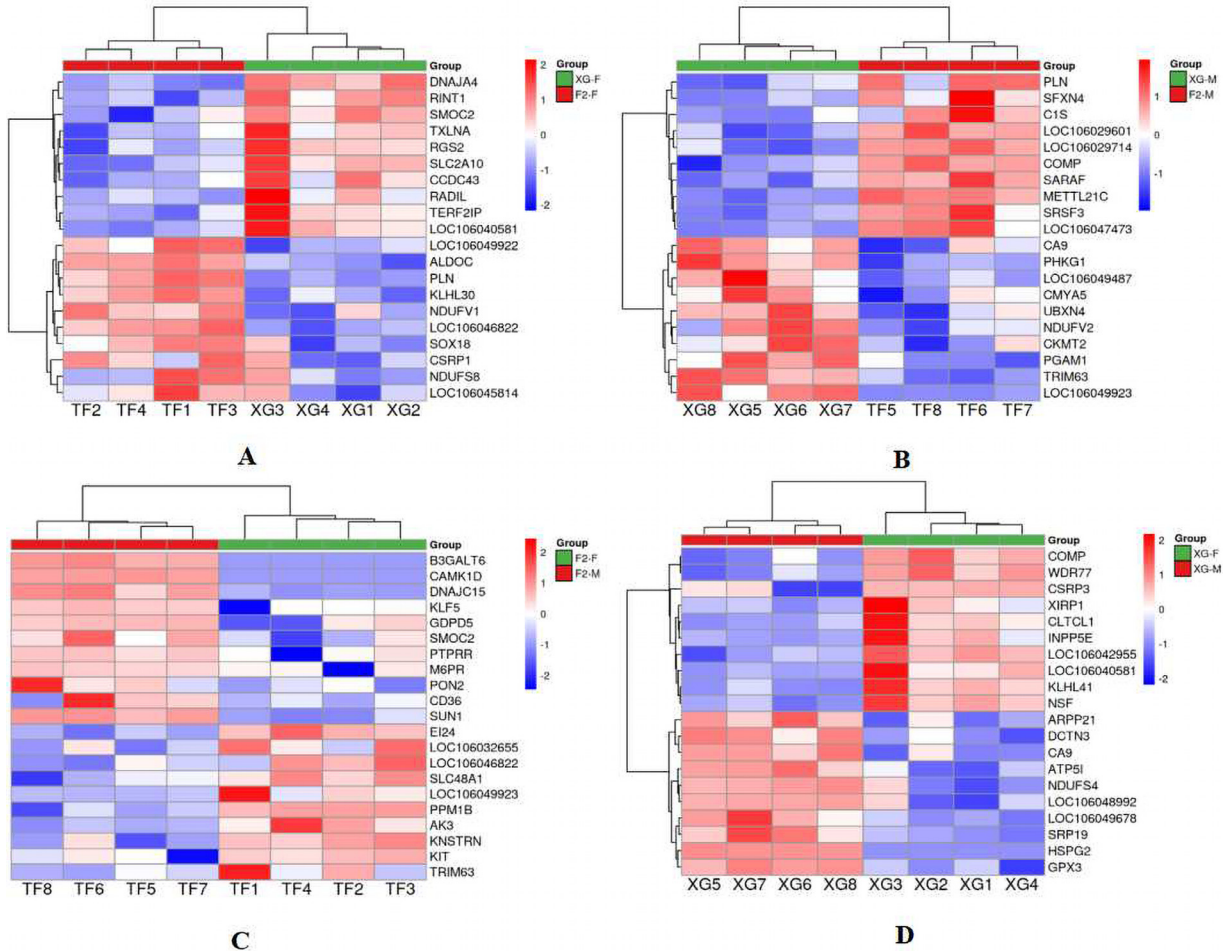 Group
DNAJA4
RINT1
SMOC2
TXLNA
RGS2
SLC2A10
CCDC43
RADIL
TERF2IP
LOC106040581
LOC106049922
ALDOC
PLN
KLHL30
NDUFV1
LOC106046822
SOX18
CSRP1
NDUFS8
LOC106045814
TF2 TF4 TF1 TF3 XG3 XG4 XG1 XG2
2
1
0
-1
-2
Group
XG-F
F2-F
A
Group
PLN
SFXN4
C1S
LOC106029601
LOC106029714
COMP
SARAF
METTL21C
SRSF3
LOC106047473
CA9
PHKG1
LOC106049487
CMYA5
UBXN4
NDUFV2
CKMT2
PGAM1
TRIM63
LOC106049923
XG8 XG5 XG6 XG7 TF5 TF8 TF6 TF7
1
0
-1
Group
XG-M
F2-M
B
Group
B3GALT6
CAMK1D
DNAJC15
KLF5
GDPD5
SMOC2
PTPRR
M6PR
PON2
CD36
SUN1
EI24
LOC106032655
LOC106046822
SLC48A1
LOC106049923
PPM1B
AK3
KNSTRN
KIT
TRIM63
TF8 TF6 TF5 TF7 TF1 TF4 TF2 TF3
2
1
0
-1
-2
Group
F2-F
F2-M
C
Group
COMP
WDR77
CSRP3
XIRP1
CLTCL1
INPP5E
LOC106042955
LOC106040581
KLHL41
NSF
ARPP21
DCTN3
CA9
ATP5I
NDUFS4
LOC106048992
LOC106049678
SRP19
HSPG2
GPX3
XG5 XG7 XG6 XG8 XG3 XG2 XG1 XG4
2
1
0
-1
-2
Group
XG-F
XG-M
D